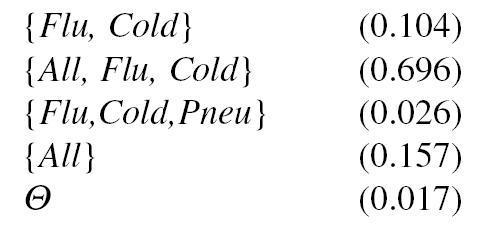 {Flu, Cold} (0.104)
{All, Flu, Cold} (0.696)
{Flu,Cold,Pneu} (0.026)
{All} (0.157)
Θ (0.017)